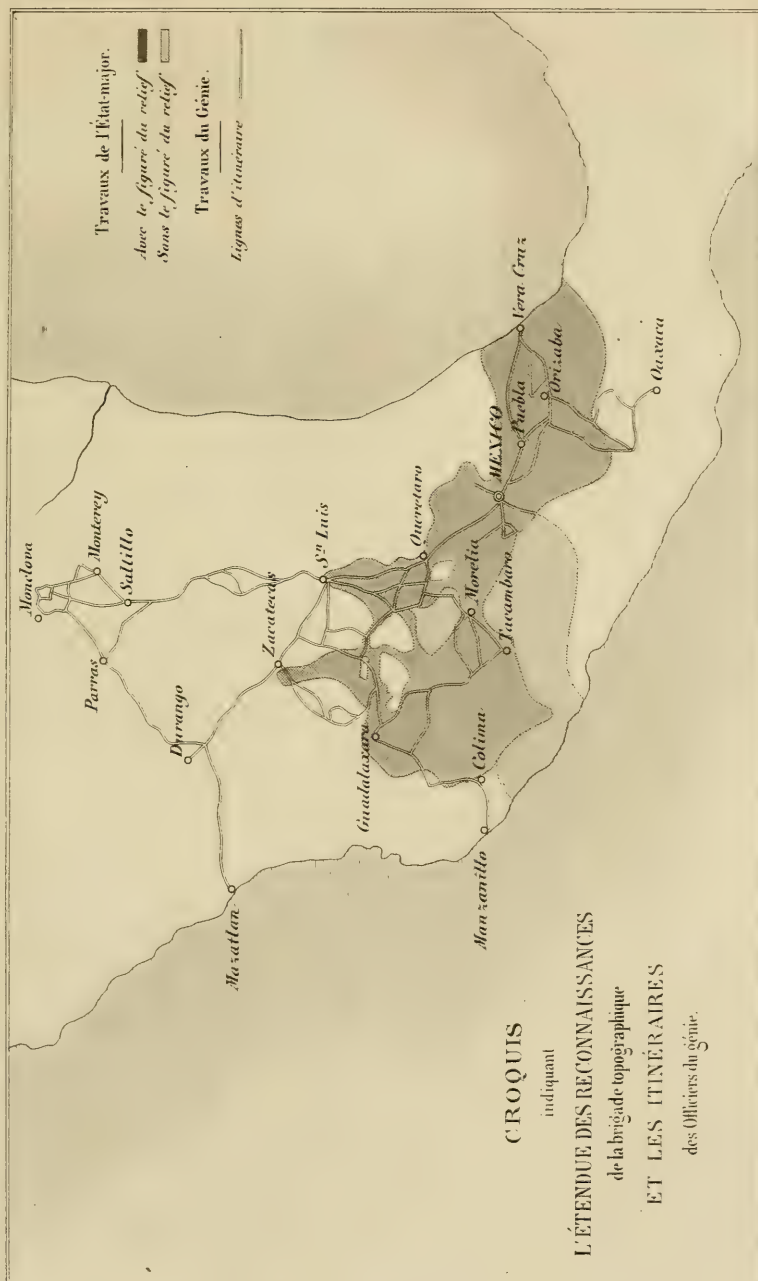 Travaux de l'État-major.
Avec le figuré du relief
Sans le figuré du relief
Travaux du Génie.
Lignes d'itinéraire
Monclova
Monterey
Parras
Saltillo
Durango
Mazatlan
Zacatecas
Sⁿ Luis
Guadalaxara
Queretaro
Morelia
Manzanillo
Colima
Tacambaro
MEXICO
Puebla
Vera Cruz
Orizaba
Oaxaca
CROQUIS
indiquant
L'ÉTENDUE DES RECONNAISSANCES
de la brigade topographique
ET LES ITINÉRAIRES
des Officiers du génie.